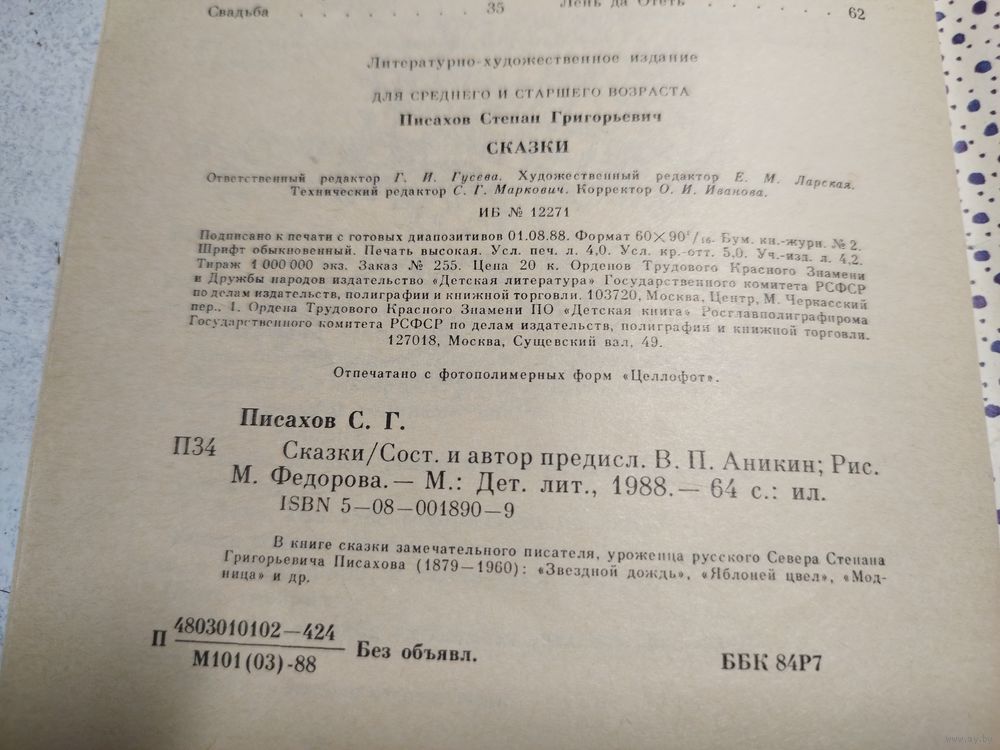 Свадьба . . . . . . 35 Лень да Отеть . . . . . . 62
Литературно-художественное издание
ДЛЯ СРЕДНЕГО И СТАРШЕГО ВОЗРАСТА
Писахов Степан Григорьевич
СКАЗКИ
Ответственный редактор Г. И. Гусева. Художественный редактор Е. М. Ларская.
Технический редактор С. Г. Маркович. Корректор О. И. Иванова.
ИБ № 12271
Подписано к печати с готовых диапозитивов 01.08.88. Формат 60×90¹/₁₆. Бум. кн.-журн. № 2.
Шрифт обыкновенный. Печать высокая. Усл. печ. л. 4,0. Усл. кр.-отт. 5,0. Уч.-изд. л. 4,2.
Тираж 1 000 000 экз. Заказ № 255. Цена 20 к. Орденов Трудового Красного Знамени
и Дружбы народов издательство «Детская литература» Государственного комитета РСФСР
по делам издательств, полиграфии и книжной торговли. 103720, Москва, Центр, М. Черкасский
пер., 1. Ордена Трудового Красного Знамени ПО «Детская книга» Росглавполиграфпрома
Государственного комитета РСФСР по делам издательств, полиграфии и книжной торговли.
127018, Москва, Сущевский вал, 49.
Отпечатано с фотополимерных форм «Целлофот».
Писахов С. Г.
П34 Сказки/Сост. и автор предисл. В. П. Аникин; Рис.
М. Федорова.— М.: Дет. лит., 1988.— 64 с.: ил.
ISBN 5—08—001890—9
В книге сказки замечательного писателя, уроженца русского Севера Степана
Григорьевича Писахова (1879—1960): «Звездной дождь», «Яблоней цвел», «Мод-
ница» и др.
П 4803010102—424
М101(03)-88 Без объявл. ББК 84Р7
www.ay.by